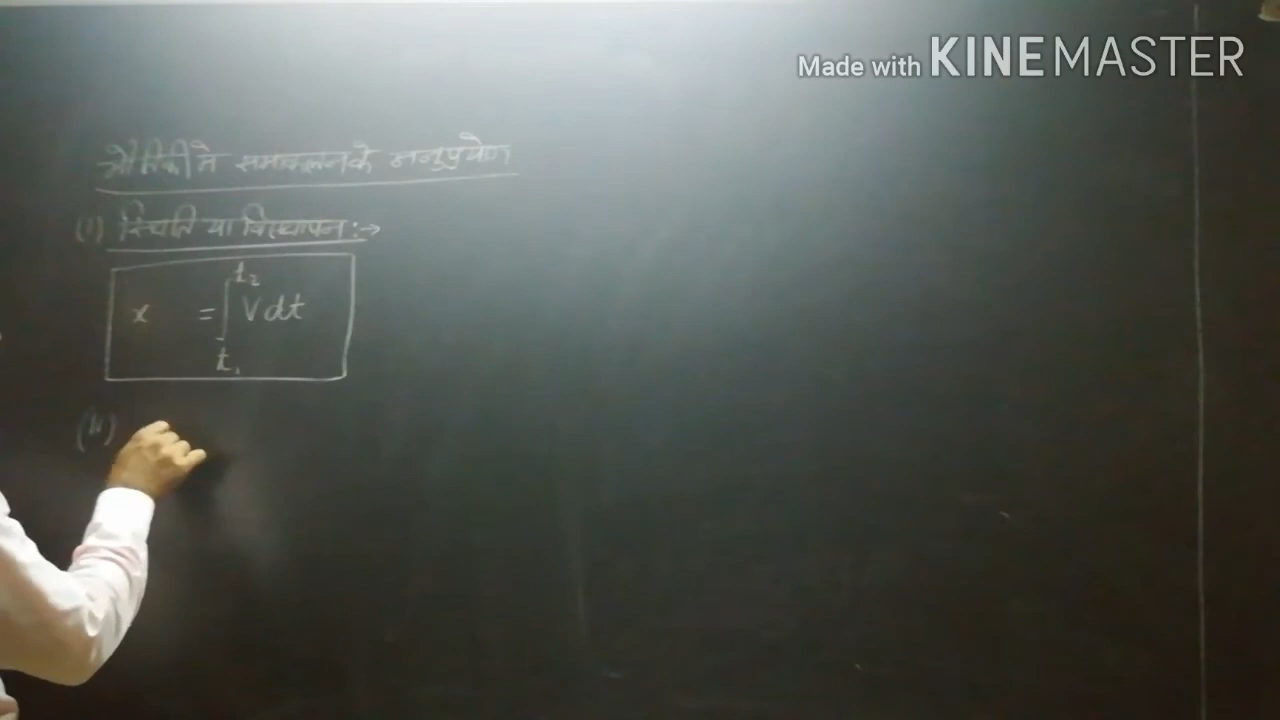 Made with KINEMASTER
भौतिकी में समाकलन के अनुप्रयोग
(i) स्थिति या विस्थापन :→
t₂
x = ∫ V dt
t₁
(ii)